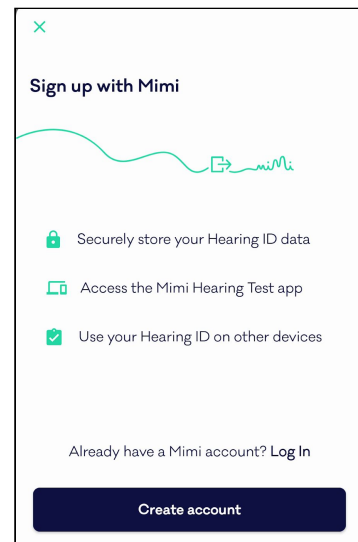 Sign up with Mimi
miMi
Securely store your Hearing ID data
Access the Mimi Hearing Test app
Use your Hearing ID on other devices
Already have a Mimi account? Log In
Create account